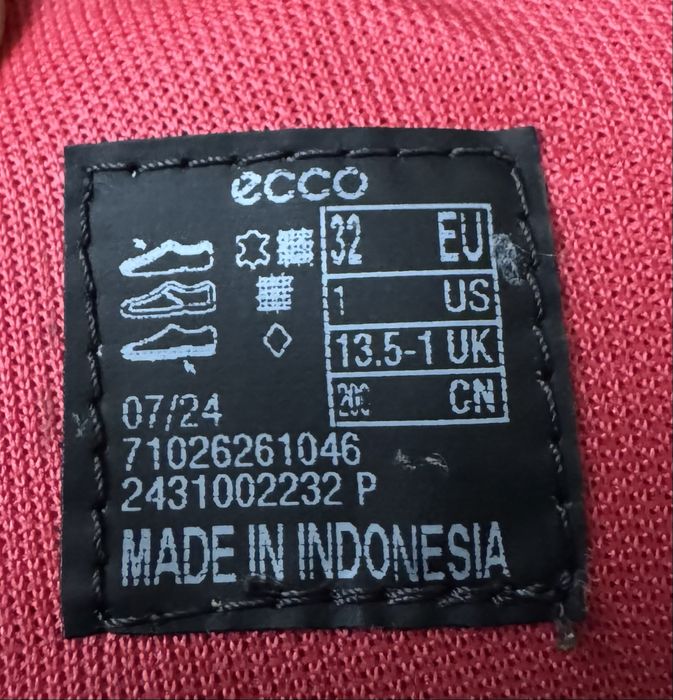 ecco
32 EU
1 US
13.5-1 UK
200 CN
07/24
71026261046
2431002232 P
MADE IN INDONESIA